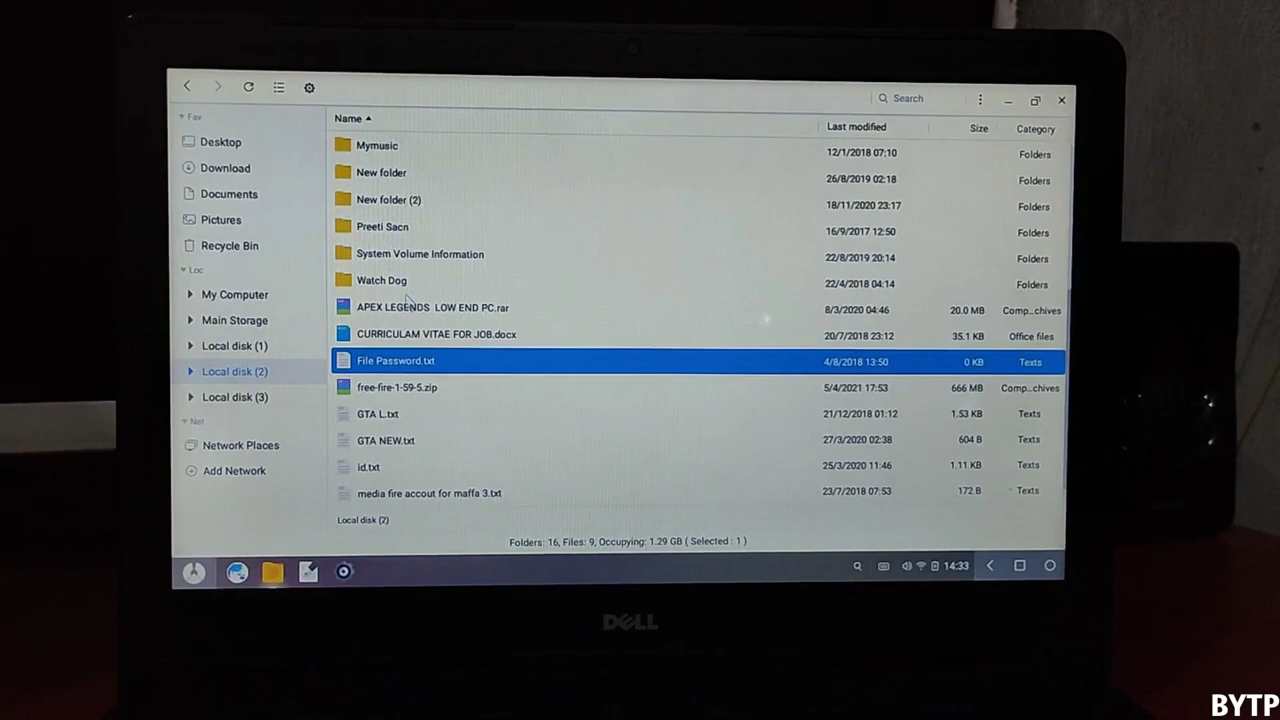 Search
Fav
Desktop
Download
Documents
Pictures
Recycle Bin
Loc
My Computer
Main Storage
Local disk (1)
Local disk (2)
Local disk (3)
Net
Network Places
Add Network
Name Last modified Size Category
Mymusic 12/1/2018 07:10 Folders
New folder 26/8/2019 02:18 Folders
New folder (2) 18/11/2020 23:17 Folders
Preeti Sacn 16/9/2017 12:50 Folders
System Volume Information 22/8/2019 20:14 Folders
Watch Dog 22/4/2018 04:14 Folders
APEX LEGENDS LOW END PC.rar 8/3/2020 04:46 20.0 MB Comp...chives
CURRICULAM VITAE FOR JOB.docx 20/7/2018 23:12 35.1 KB Office files
File Password.txt 4/8/2018 13:50 0 KB Texts
free-fire-1-59-5.zip 5/4/2021 17:53 666 MB Comp...chives
GTA L.txt 21/12/2018 01:12 1.53 KB Texts
GTA NEW.txt 27/3/2020 02:38 604 B Texts
id.txt 25/3/2020 11:46 1.11 KB Texts
media fire accout for maffa 3.txt 23/7/2018 07:53 172 B Texts
Local disk (2)
Folders: 16, Files: 9, Occupying: 1.29 GB ( Selected : 1 )
14:33
DELL
BYTP